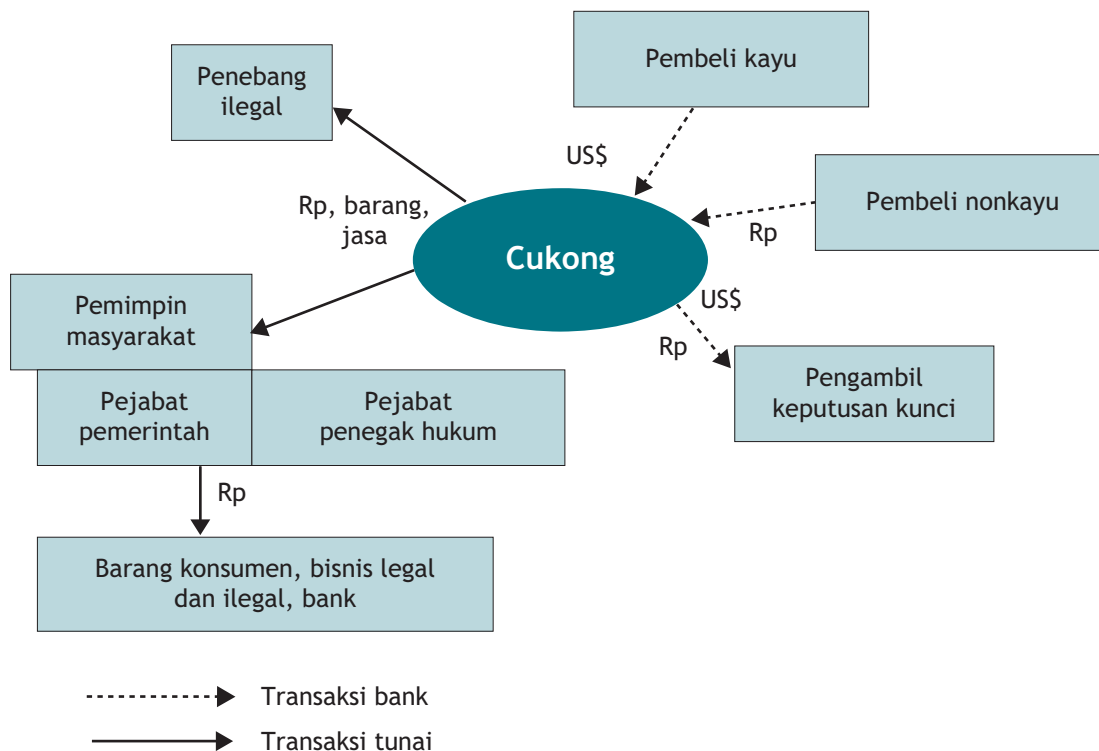 Penebang
ilegal
Pembeli kayu
US$
Pembeli nonkayu
Rp
Rp, barang,
jasa
Cukong
US$
Rp
Pemimpin
masyarakat
Pengambil
keputusan kunci
Pejabat
pemerintah
Pejabat
penegak hukum
Rp
Barang konsumen, bisnis legal
dan ilegal, bank
Transaksi bank
Transaksi tunai